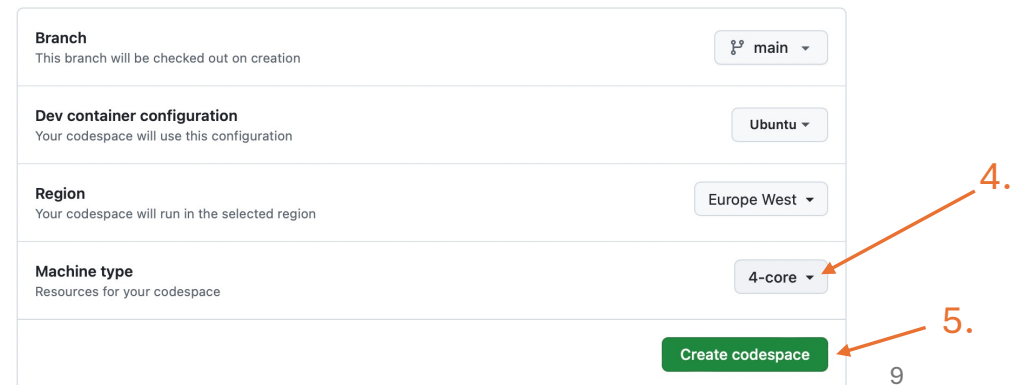 Branch
This branch will be checked out on creation
main
Dev container configuration
Your codespace will use this configuration
Ubuntu
Region
Your codespace will run in the selected region
Europe West
4.
Machine type
Resources for your codespace
4-core
5.
Create codespace
9